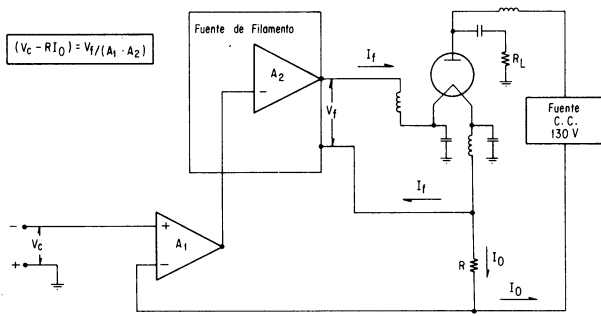 (Vc - RI0) = Vf/(A1 · A2)
Fuente de Filamento
A2
-
If
Vf
RL
Fuente
C. C.
130 V
If
-
Vc
+
+
A1
-
R
I0
I0